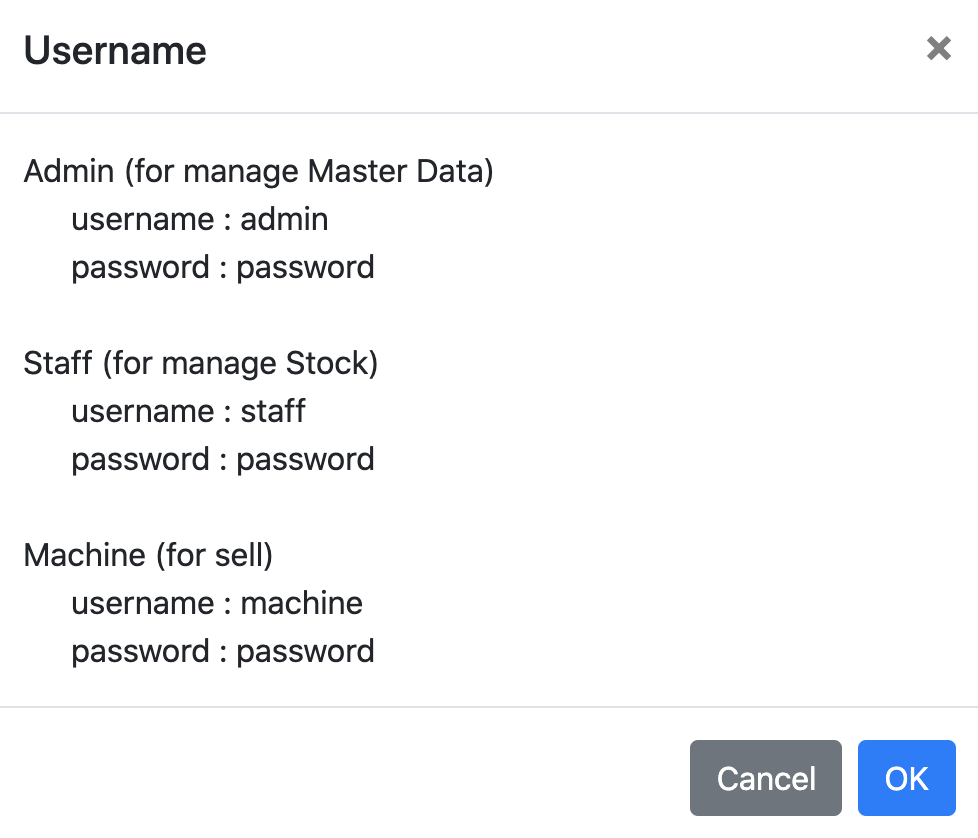 Username
Admin (for manage Master Data)
username : admin
password : password
Staff (for manage Stock)
username : staff
password : password
Machine (for sell)
username : machine
password : password
Cancel
OK